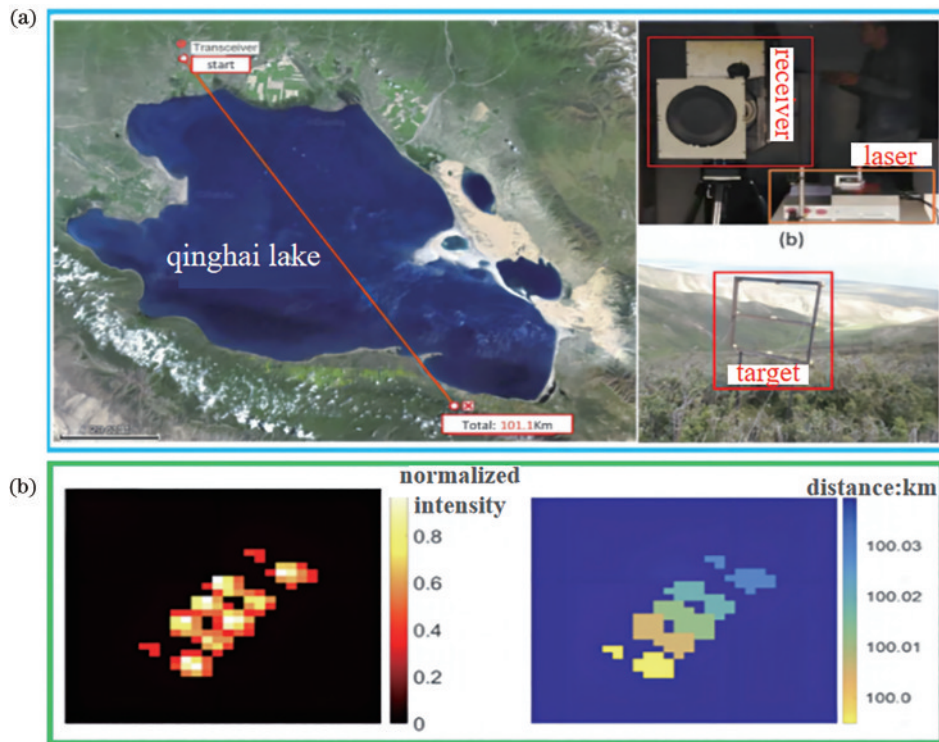 (a)
Transceiver
start
qinghai lake
Total: 101.1Km
receiver
laser
(b)
target
(b)
normalized
intensity
0.8
0.6
0.4
0.2
0
distance:km
100.03
100.02
100.01
100.0